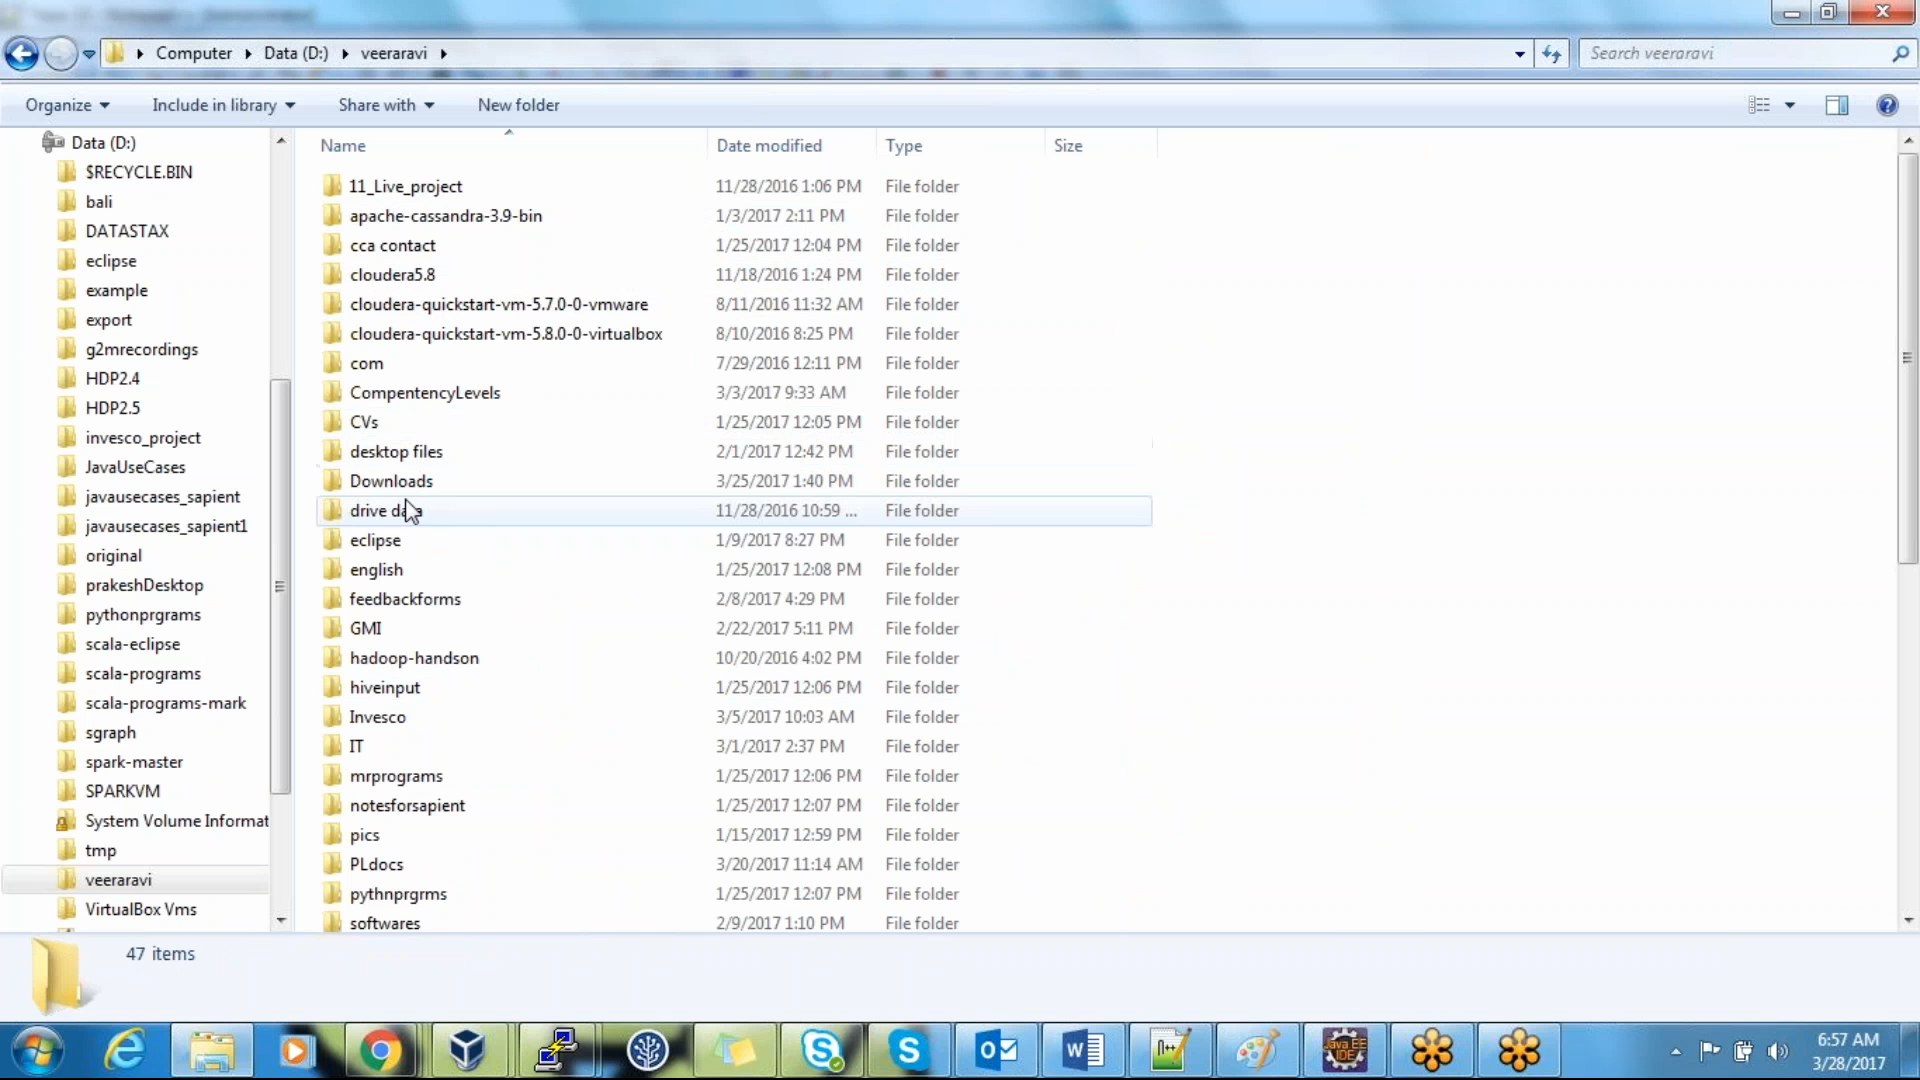 Computer Data (D:) veeraravi
Search veeraravi
Organize Include in library Share with New folder
Data (D:)
$RECYCLE.BIN
bali
DATASTAX
eclipse
example
export
g2mrecordings
HDP2.4
HDP2.5
invesco_project
JavaUseCases
javausecases_sapient
javausecases_sapient1
original
prakeshDesktop
pythonprgrams
scala-eclipse
scala-programs
scala-programs-mark
sgraph
spark-master
SPARKVM
System Volume Informat
tmp
veeraravi
VirtualBox Vms
Name Date modified Type Size
11_Live_project 11/28/2016 1:06 PM File folder
apache-cassandra-3.9-bin 1/3/2017 2:11 PM File folder
cca contact 1/25/2017 12:04 PM File folder
cloudera5.8 11/18/2016 1:24 PM File folder
cloudera-quickstart-vm-5.7.0-0-vmware 8/11/2016 11:32 AM File folder
cloudera-quickstart-vm-5.8.0-0-virtualbox 8/10/2016 8:25 PM File folder
com 7/29/2016 12:11 PM File folder
CompentencyLevels 3/3/2017 9:33 AM File folder
CVs 1/25/2017 12:05 PM File folder
desktop files 2/1/2017 12:42 PM File folder
Downloads 3/25/2017 1:40 PM File folder
drive data 11/28/2016 10:59 ... File folder
eclipse 1/9/2017 8:27 PM File folder
english 1/25/2017 12:08 PM File folder
feedbackforms 2/8/2017 4:29 PM File folder
GMI 2/22/2017 5:11 PM File folder
hadoop-handson 10/20/2016 4:02 PM File folder
hiveinput 1/25/2017 12:06 PM File folder
Invesco 3/5/2017 10:03 AM File folder
IT 3/1/2017 2:37 PM File folder
mrprograms 1/25/2017 12:06 PM File folder
notesforsapient 1/25/2017 12:07 PM File folder
pics 1/15/2017 12:59 PM File folder
PLdocs 3/20/2017 11:14 AM File folder
pythnprgrms 1/25/2017 12:07 PM File folder
softwares 2/9/2017 1:10 PM File folder
47 items
Java EE
IDE
6:57 AM
3/28/2017